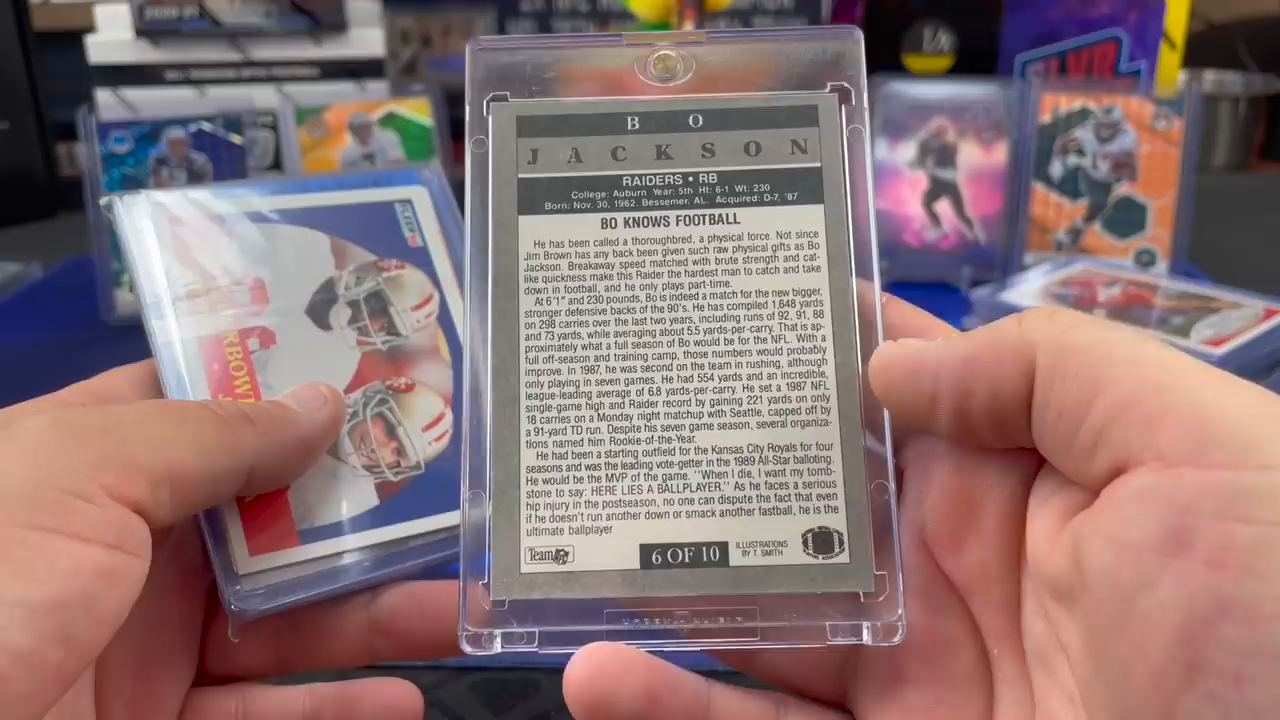 B O
JACKSON
RAIDERS • RB
College: Auburn Year: 5th Ht: 6-1 Wt: 230
Born: Nov. 30, 1962. Bessemer, AL. Acquired: D-7, '87
BO KNOWS FOOTBALL
He has been called a thoroughbred, a physical force. Not since
Jim Brown has any back been given such raw physical gifts as Bo
Jackson. Breakaway speed matched with brute strength and cat-
like quickness make this Raider the hardest man to catch and take
down in football, and he only plays part-time.
At 6'1" and 230 pounds, Bo is indeed a match for the new bigger,
stronger defensive backs of the 90's. He has compiled 1,648 yards
on 298 carries over the last two years, including runs of 92, 91, 88
and 73 yards, while averaging about 5.5 yards-per-carry. That is ap-
proximately what a full season of Bo would be for the NFL. With a
full off-season and training camp, those numbers would probably
improve. In 1987, he was second on the team in rushing, although
only playing in seven games. He had 554 yards and an incredible,
league-leading average of 6.8 yards-per-carry. He set a 1987 NFL
single-game high and Raider record by gaining 221 yards on only
18 carries on a Monday night matchup with Seattle, capped off by
a 91-yard TD run. Despite his seven game season, several organiza-
tions named him Rookie-of-the-Year.
He had been a starting outfield for the Kansas City Royals for four
seasons and was the leading vote-getter in the 1989 All-Star balloting.
He would be the MVP of the game. "When I die, I want my tomb-
stone to say: HERE LIES A BALLPLAYER." As he faces a serious
hip injury in the postseason, no one can dispute the fact that even
if he doesn't run another down or smack another fastball, he is the
ultimate ballplayer
Team NFL
6 OF 10
ILLUSTRATIONS
BY T. SMITH